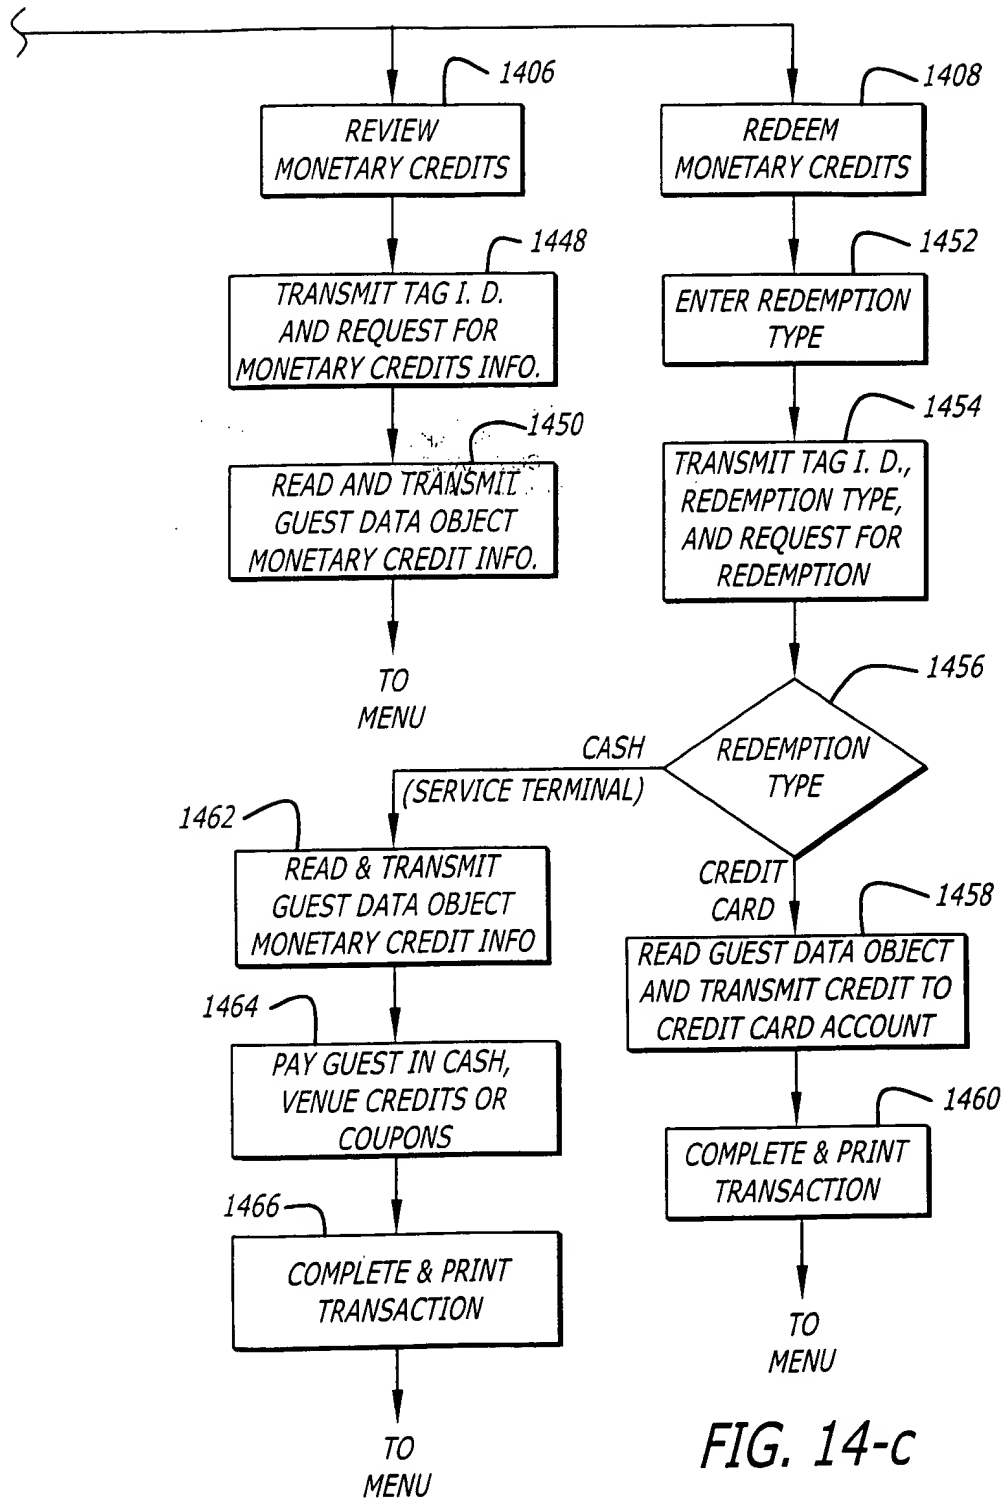 1406
REVIEW
MONETARY CREDITS
1448
TRANSMIT TAG I. D.
AND REQUEST FOR
MONETARY CREDITS INFO.
1450
READ AND TRANSMIT
GUEST DATA OBJECT
MONETARY CREDIT INFO.
TO
MENU
1408
REDEEM
MONETARY CREDITS
1452
ENTER REDEMPTION
TYPE
1454
TRANSMIT TAG I. D.,
REDEMPTION TYPE,
AND REQUEST FOR
REDEMPTION
1456
REDEMPTION
TYPE
CASH
(SERVICE TERMINAL)
1462
READ & TRANSMIT
GUEST DATA OBJECT
MONETARY CREDIT INFO
1464
PAY GUEST IN CASH,
VENUE CREDITS OR
COUPONS
1466
COMPLETE & PRINT
TRANSACTION
TO
MENU
CREDIT
CARD
1458
READ GUEST DATA OBJECT
AND TRANSMIT CREDIT TO
CREDIT CARD ACCOUNT
1460
COMPLETE & PRINT
TRANSACTION
TO
MENU
FIG. 14-c